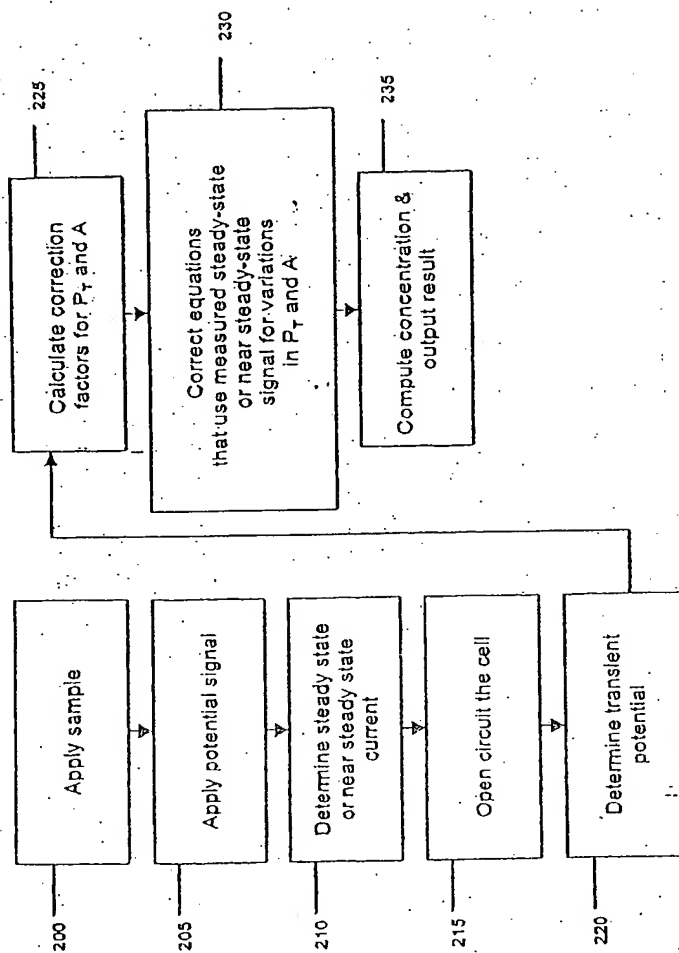 200
Apply sample
205
Apply potential signal
210
Determine steady state
or near steady state
current
215
Open circuit the cell
220
Determine transient
potential
225
Calculate correction
factors for P_T and A
230
Correct equations
that use measured steady-state
or near steady-state
signal for variations
in P_T and A
235
Compute concentration &
output result